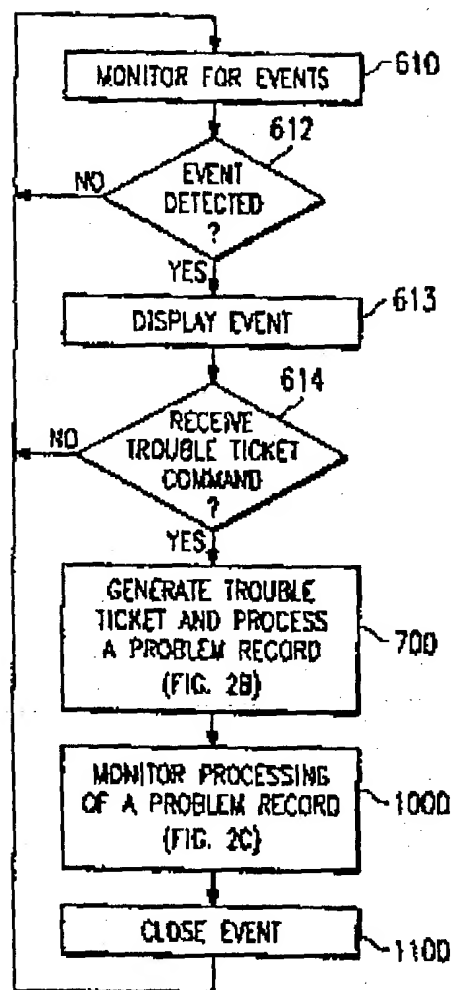 MONITOR FOR EVENTS
610
612
EVENT
DETECTED
?
NO
YES
DISPLAY EVENT
613
614
RECEIVE
TROUBLE TICKET
COMMAND
?
NO
YES
GENERATE TROUBLE
TICKET AND PROCESS
A PROBLEM RECORD
(FIG. 2B)
700
MONITOR PROCESSING
OF A PROBLEM RECORD
(FIG. 2C)
1000
CLOSE EVENT
1100